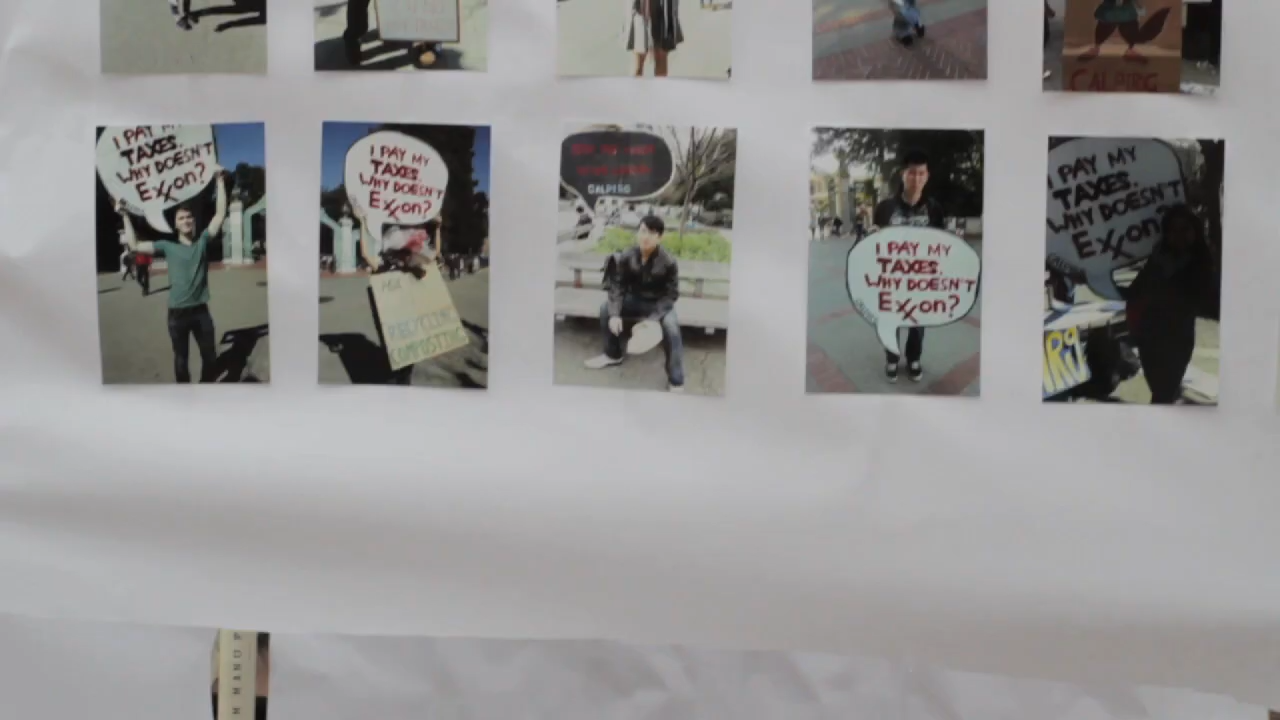 CALPIRG
I PAY MY
TAXES.
WHY DOESN'T
Exxon?
I PAY MY
TAXES.
WHY DOESN'T
Exxon?
RECYCLING
COMPOSTING
CALPIRG
I PAY MY
TAXES.
WHY DOESN'T
Exxon?
I PAY MY
TAXES.
WHY DOESN'T
Exxon?